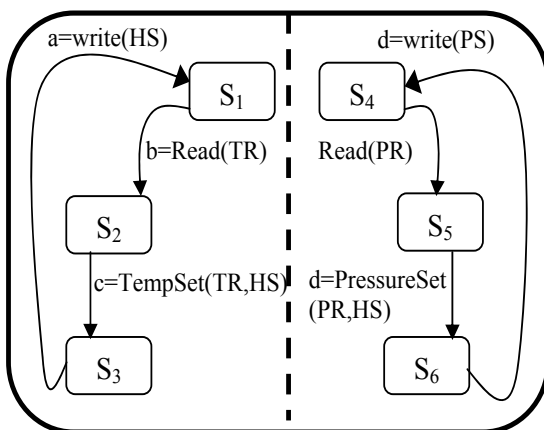 a=write(HS)
d=write(PS)
S₁
S₄
b=Read(TR)
Read(PR)
S₂
S₅
c=TempSet(TR,HS)
d=PressureSet
(PR,HS)
S₃
S₆